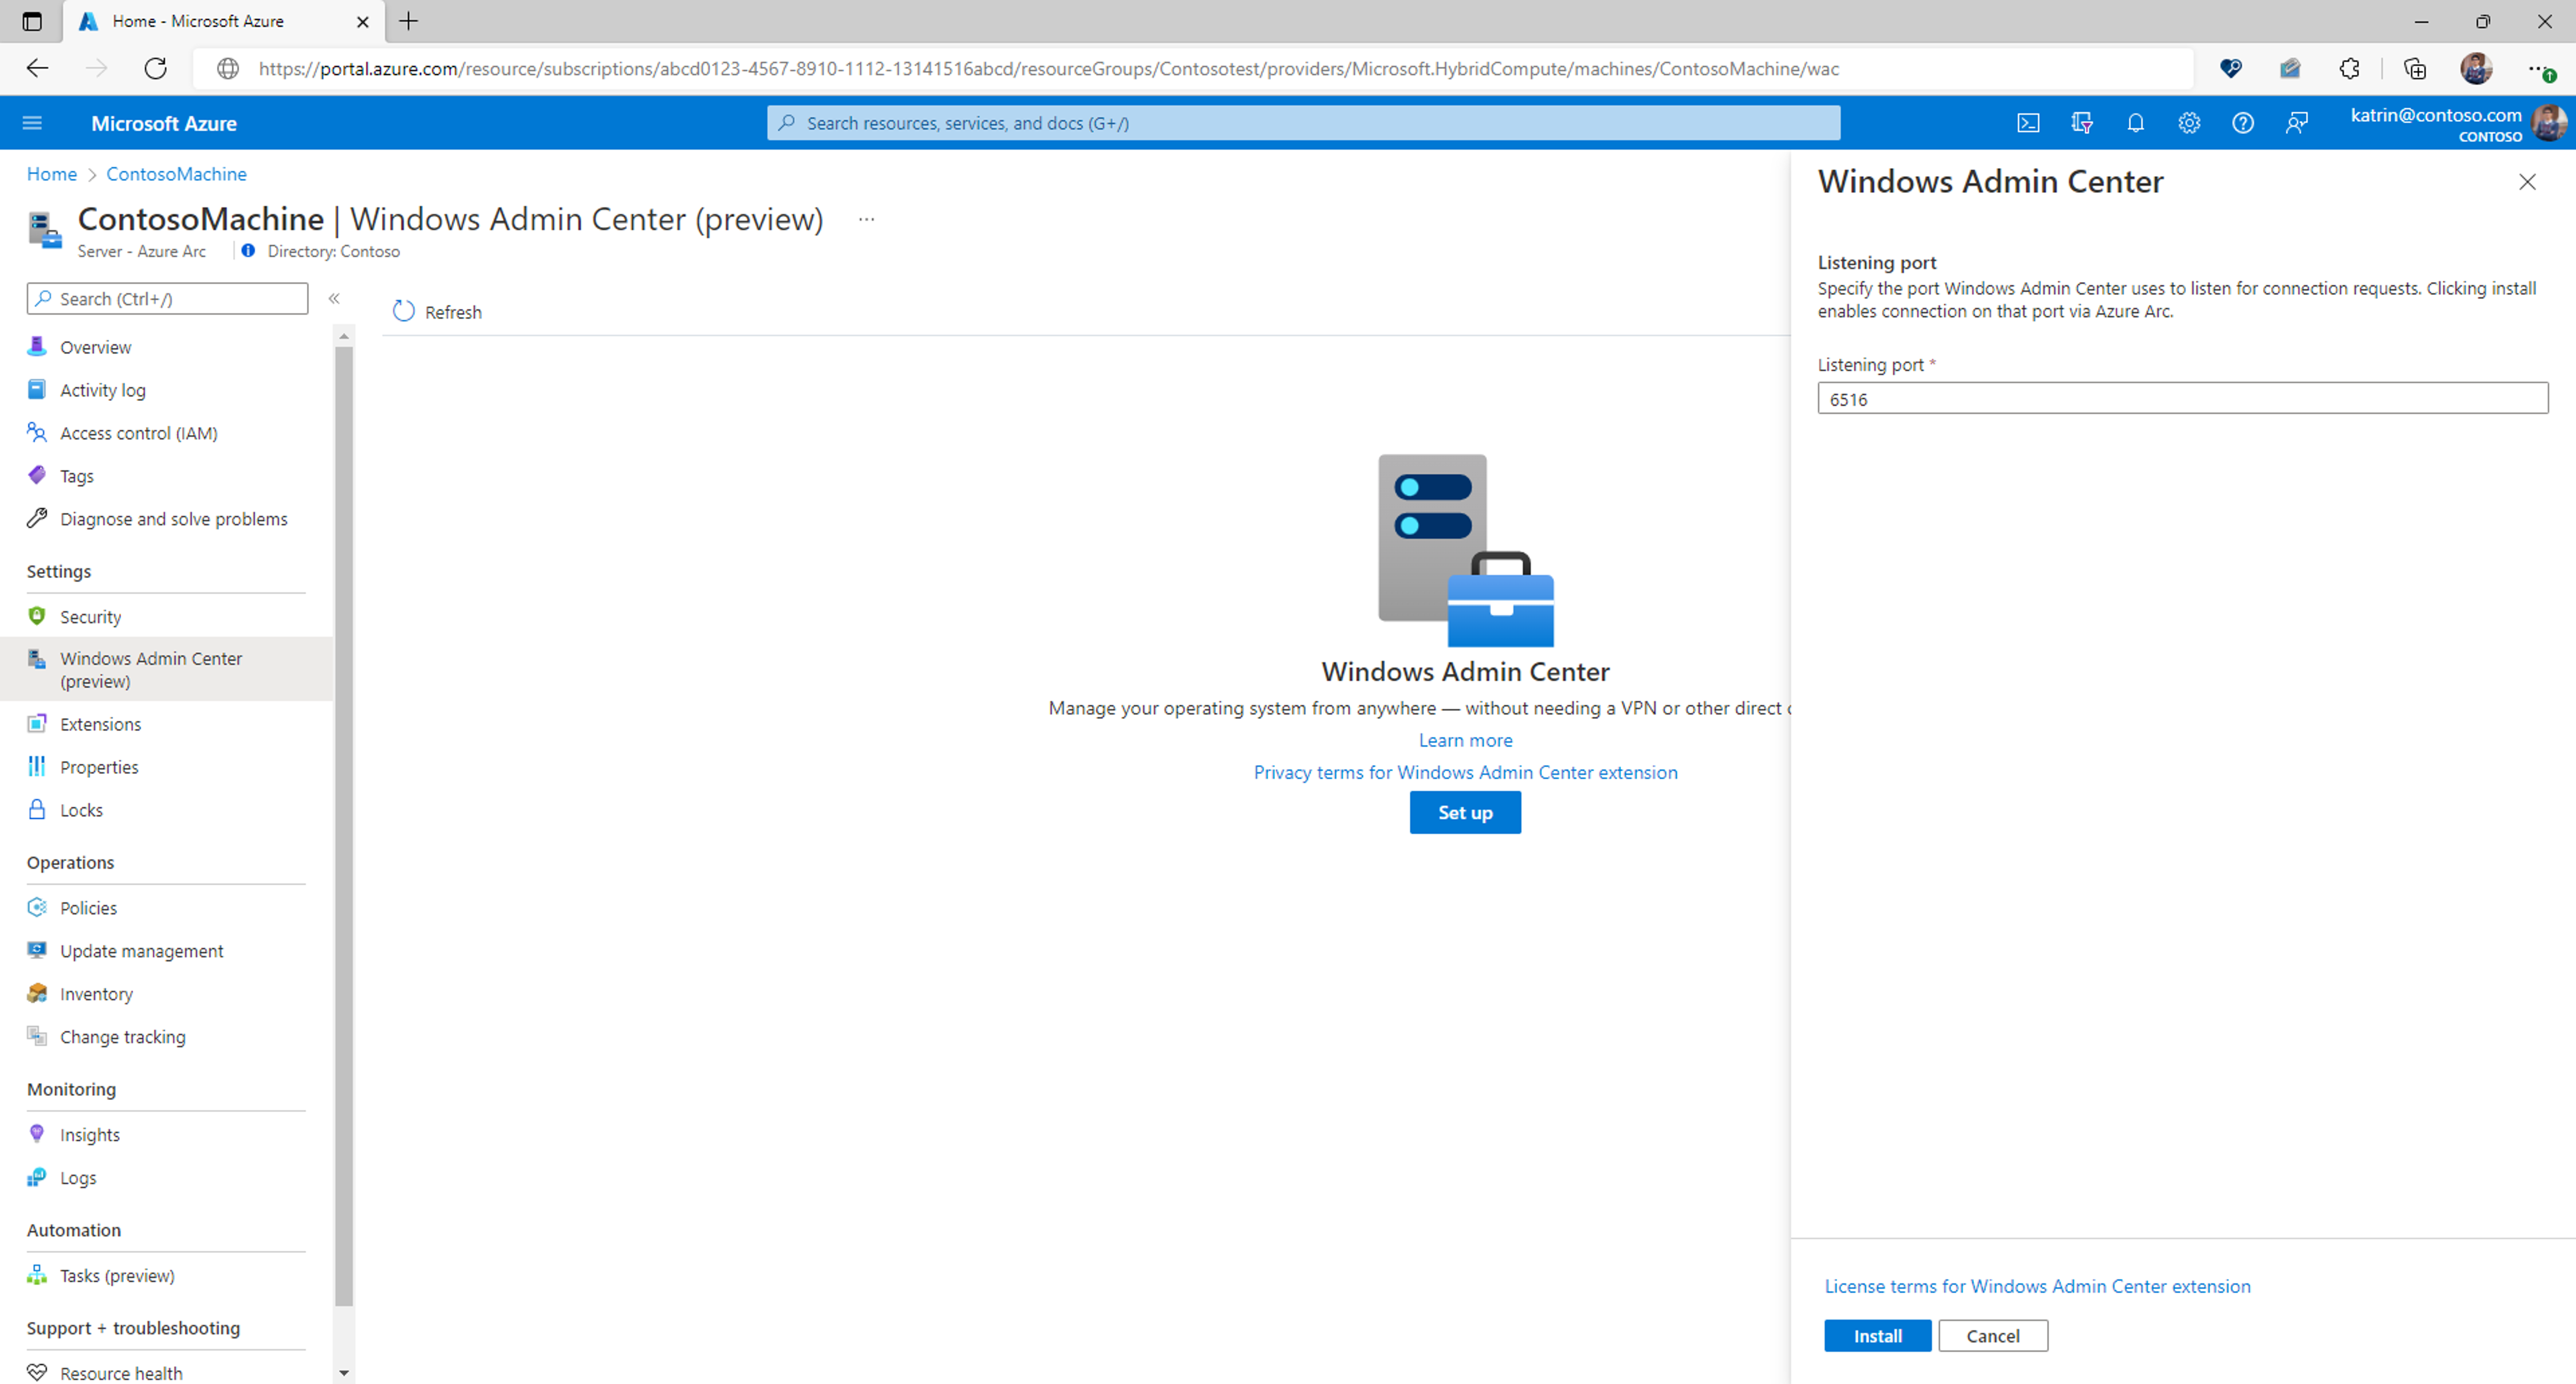 Home - Microsoft Azure
https://portal.azure.com/resource/subscriptions/abcd0123-4567-8910-1112-13141516abcd/resourceGroups/Contosotest/providers/Microsoft.HybridCompute/machines/ContosoMachine/wac
Microsoft Azure
Search resources, services, and docs (G+/)
katrin@contoso.com
CONTOSO
Home > ContosoMachine
ContosoMachine | Windows Admin Center (preview) ...
Server - Azure Arc
Directory: Contoso
Search (Ctrl+/)
Overview
Activity log
Access control (IAM)
Tags
Diagnose and solve problems
Settings
Security
Windows Admin Center
(preview)
Extensions
Properties
Locks
Operations
Policies
Update management
Inventory
Change tracking
Monitoring
Insights
Logs
Automation
Tasks (preview)
Support + troubleshooting
Resource health
Refresh
Windows Admin Center
Manage your operating system from anywhere — without needing a VPN or other direct
Learn more
Privacy terms for Windows Admin Center extension
Set up
Windows Admin Center
Listening port
Specify the port Windows Admin Center uses to listen for connection requests. Clicking install
enables connection on that port via Azure Arc.
Listening port *
6516
License terms for Windows Admin Center extension
Install
Cancel